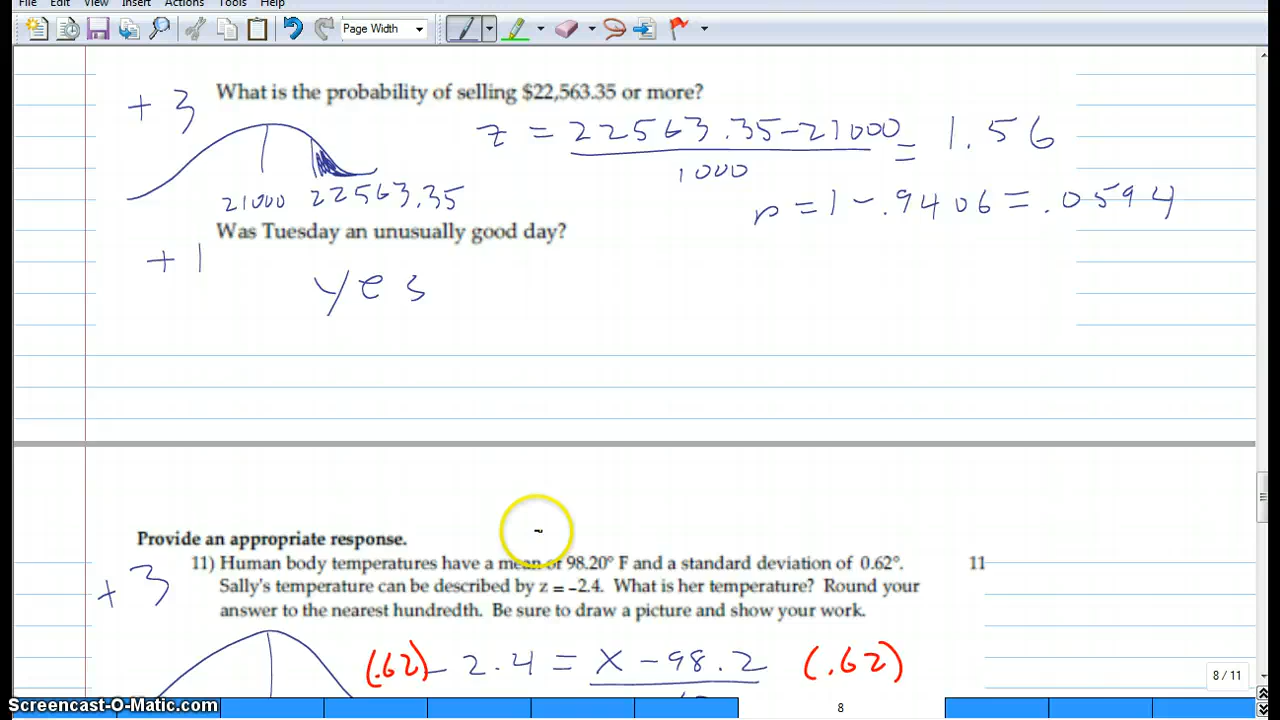 File Edit View Insert Actions Tools Help
Page Width
+ 3
What is the probability of selling $22,563.35 or more?
z = 22563.35-21000 = 1.56
1000
21000 22563.35
p = 1 - .9406 = .0594
Was Tuesday an unusually good day?
+ 1
yes
Provide an appropriate response.
11) Human body temperatures have a mean of 98.20° F and a standard deviation of 0.62°. 11
Sally's temperature can be described by z = -2.4. What is her temperature? Round your
answer to the nearest hundredth. Be sure to draw a picture and show your work.
+ 3
(.62) - 2.4 = X - 98.2 (.62)
8 / 11
8
Screencast-O-Matic.com